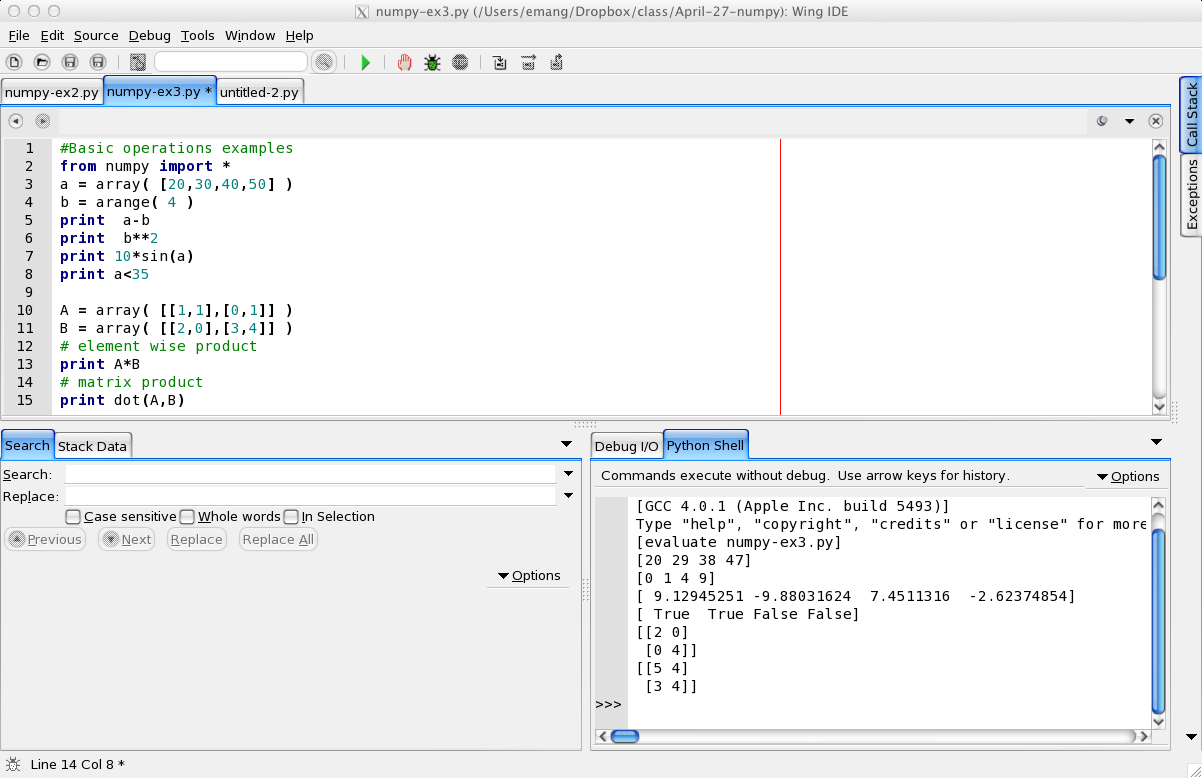 numpy-ex3.py (/Users/emang/Dropbox/class/April-27-numpy): Wing IDE
File Edit Source Debug Tools Window Help
numpy-ex2.py numpy-ex3.py * untitled-2.py
Call Stack
Exceptions
1 #Basic operations examples
2 from numpy import *
3 a = array( [20,30,40,50] )
4 b = arange( 4 )
5 print  a-b
6 print  b**2
7 print 10*sin(a)
8 print a<35
9
10 A = array( [[1,1],[0,1]] )
11 B = array( [[2,0],[3,4]] )
12 # element wise product
13 print A*B
14 # matrix product
15 print dot(A,B)
Search Stack Data
Search:
Replace:
Case sensitive Whole words In Selection
Previous Next Replace Replace All
Options
Debug I/O Python Shell
Commands execute without debug.  Use arrow keys for history.
Options
[GCC 4.0.1 (Apple Inc. build 5493)]
Type "help", "copyright", "credits" or "license" for more
[evaluate numpy-ex3.py]
[20 29 38 47]
[0 1 4 9]
[ 9.12945251 -9.88031624  7.4511316  -2.62374854]
[ True  True False False]
[[2 0]
 [0 4]]
[[5 4]
 [3 4]]
>>>
Line 14 Col 8 *